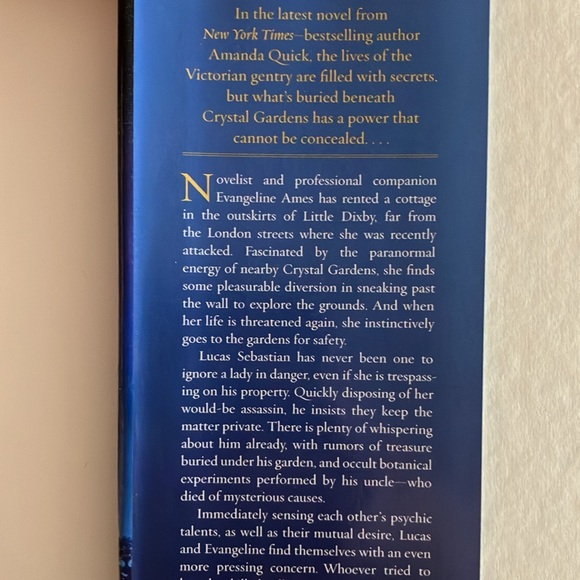 In the latest novel from
New York Times–bestselling author
Amanda Quick, the lives of the
Victorian gentry are filled with secrets,
but what's buried beneath
Crystal Gardens has a power that
cannot be concealed. . . .
Novelist and professional companion
Evangeline Ames has rented a cottage
in the outskirts of Little Dixby, far from
the London streets where she was recently
attacked. Fascinated by the paranormal
energy of nearby Crystal Gardens, she finds
some pleasurable diversion in sneaking past
the wall to explore the grounds. And when
her life is threatened again, she instinctively
goes to the gardens for safety.
Lucas Sebastian has never been one to
ignore a lady in danger, even if she is trespass-
ing on his property. Quickly disposing of her
would-be assassin, he insists they keep the
matter private. There is plenty of whispering
about him already, with rumors of treasure
buried under his garden, and occult botanical
experiments performed by his uncle—who
died of mysterious causes.
Immediately sensing each other's psychic
talents, as well as their mutual desire, Lucas
and Evangeline find themselves with an even
more pressing concern. Whoever tried to